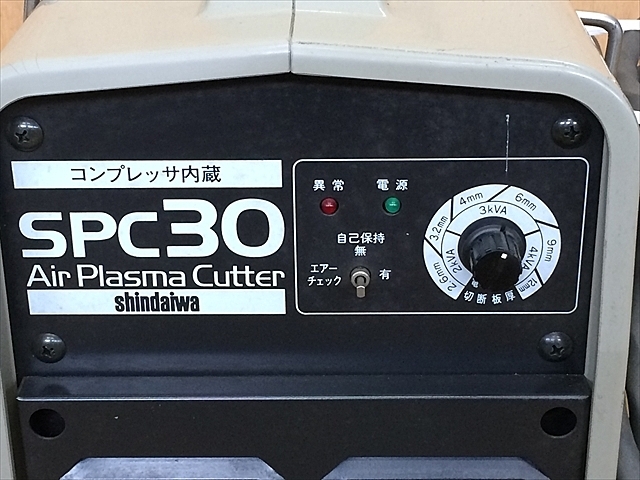 コンプレッサ内蔵
SPC30
Air Plasma Cutter
shindaiwa
異常 電源
自己保持
無
エアー
チェック
有
2.6mm 3.2mm 4mm 6mm 9mm 12mm
2kVA 3kVA 4kVA
切断板厚